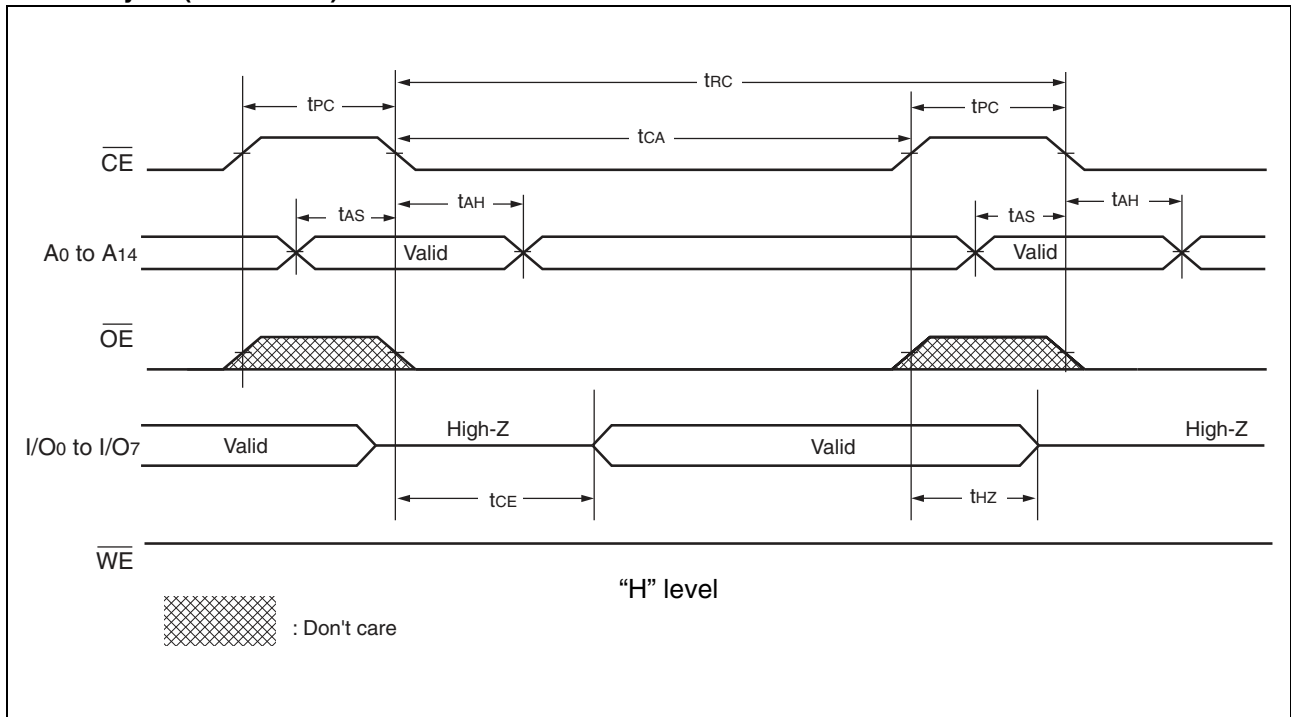 tRC
tPC
tPC
tCA
CE
tAS
tAH
tAS
tAH
A0 to A14
Valid
Valid
OE
I/O0 to I/O7
Valid
High-Z
Valid
High-Z
tCE
tHZ
WE
“H” level
: Don't care